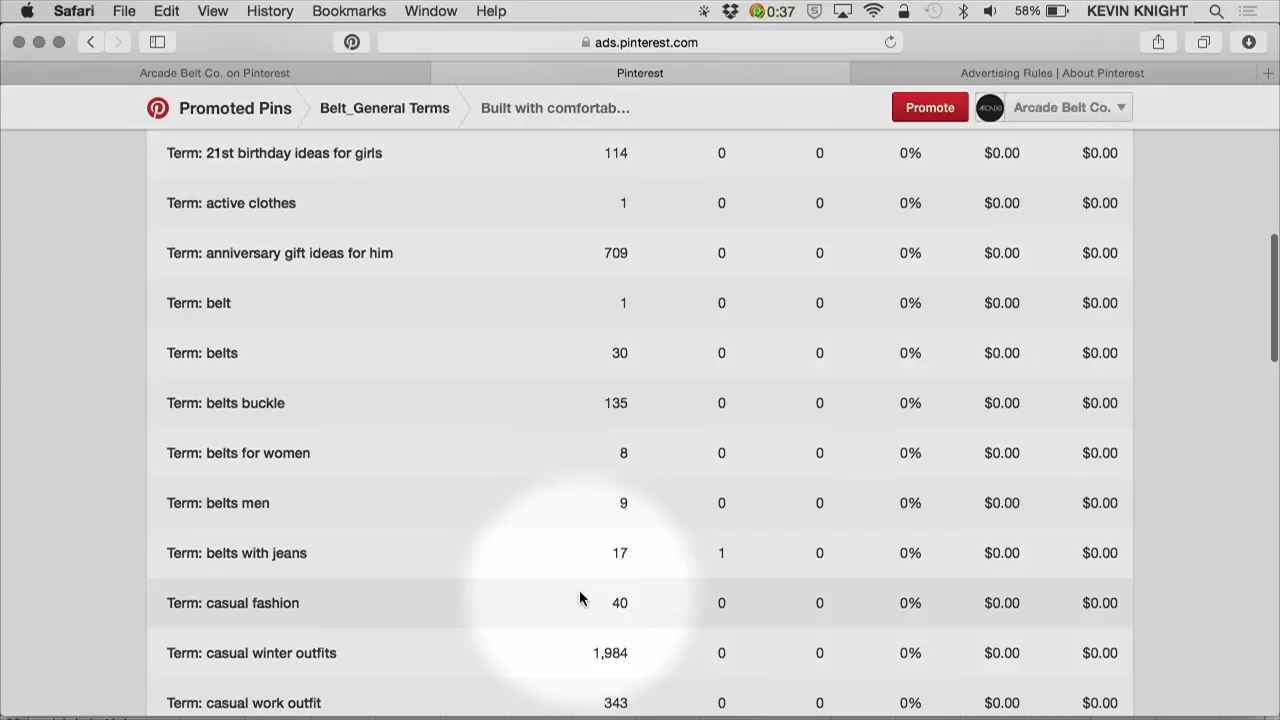 Safari File Edit View History Bookmarks Window Help 0:37 58% KEVIN KNIGHT
ads.pinterest.com
Arcade Belt Co. on Pinterest Pinterest Advertising Rules | About Pinterest
Promoted Pins Belt_General Terms Built with comfortab... Promote ARCADE Arcade Belt Co.
Term: 21st birthday ideas for girls 114 0 0 0% $0.00 $0.00
Term: active clothes 1 0 0 0% $0.00 $0.00
Term: anniversary gift ideas for him 709 0 0 0% $0.00 $0.00
Term: belt 1 0 0 0% $0.00 $0.00
Term: belts 30 0 0 0% $0.00 $0.00
Term: belts buckle 135 0 0 0% $0.00 $0.00
Term: belts for women 8 0 0 0% $0.00 $0.00
Term: belts men 9 0 0 0% $0.00 $0.00
Term: belts with jeans 17 1 0 0% $0.00 $0.00
Term: casual fashion 40 0 0 0% $0.00 $0.00
Term: casual winter outfits 1,984 0 0 0% $0.00 $0.00
Term: casual work outfit 343 0 0 0% $0.00 $0.00